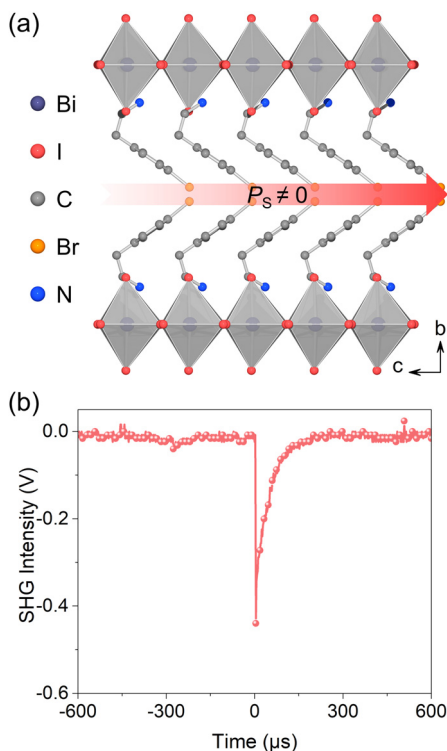 (a)
Bi
I
C
Br
N
P_S ≠ 0
b
c
(b)
SHG Intensity (V)
0.0
-0.2
-0.4
-0.6
-600
-300
0
300
600
Time (μs)